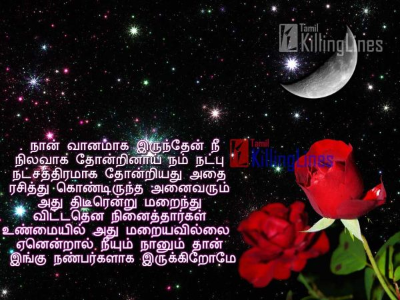 Tamil
KillingLines
நான் வானமாக இருந்தேன் நீ
நிலவாக தோன்றினாய் நம் நட்பு
நட்சத்திரமாக தோன்றியது அதை
ரசித்து கொண்டிருந்த அனைவரும்
அது திடீரென்று மறைந்து
விட்டதென நினைத்தார்கள்
உண்மையில் அது மறையவில்லை
ஏனென்றால் நீயும் நானும் தான்
இங்கு நண்பர்களாக இருக்கிறோமே
Tamil
KillingLines